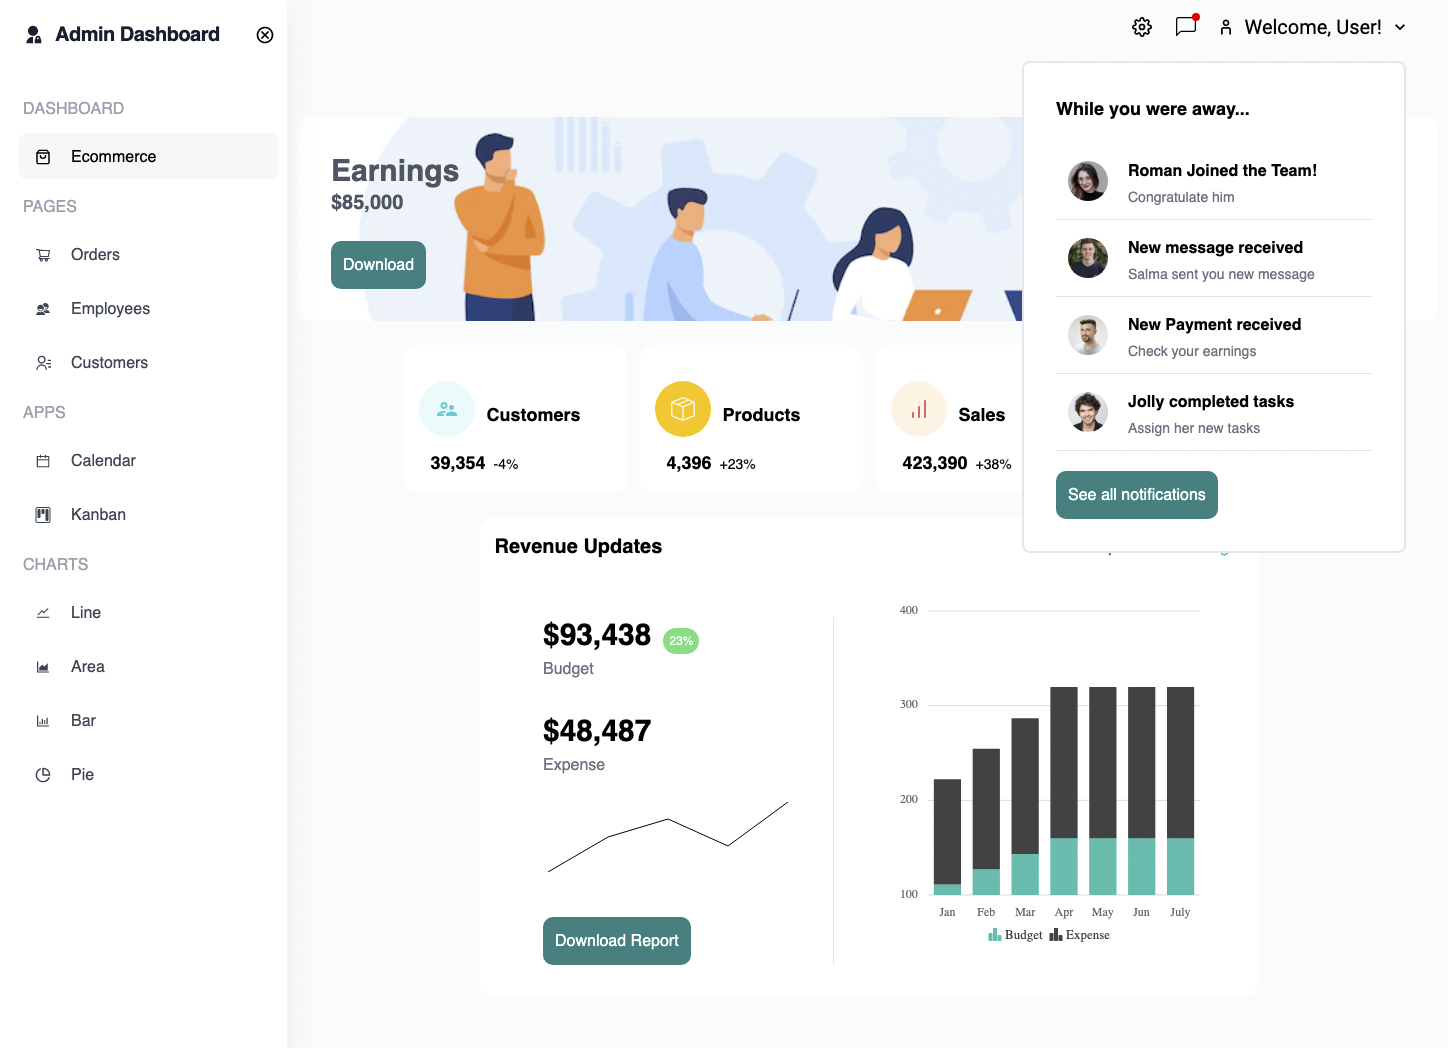 Admin Dashboard
Welcome, User!
DASHBOARD
Ecommerce
PAGES
Orders
Employees
Customers
APPS
Calendar
Kanban
CHARTS
Line
Area
Bar
Pie
Earnings
$85,000
Download
Customers
39,354 -4%
Products
4,396 +23%
Sales
423,390 +38%
While you were away...
Roman Joined the Team!
Congratulate him
New message received
Salma sent you new message
New Payment received
Check your earnings
Jolly completed tasks
Assign her new tasks
See all notifications
Revenue Updates
$93,438 23%
Budget
$48,487
Expense
Download Report
400
300
200
100
Jan Feb Mar Apr May Jun July
Budget Expense